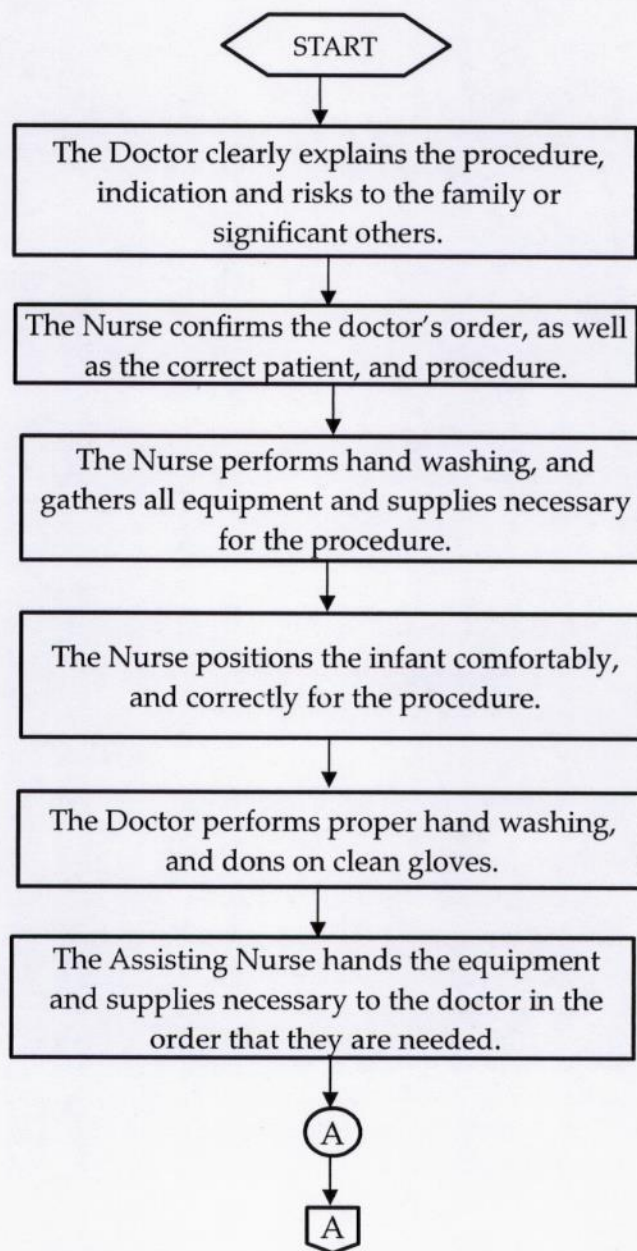 START
The Doctor clearly explains the procedure,
indication and risks to the family or
significant others.
The Nurse confirms the doctor's order, as well
as the correct patient, and procedure.
The Nurse performs hand washing, and
gathers all equipment and supplies necessary
for the procedure.
The Nurse positions the infant comfortably,
and correctly for the procedure.
The Doctor performs proper hand washing,
and dons on clean gloves.
The Assisting Nurse hands the equipment
and supplies necessary to the doctor in the
order that they are needed.
A
A